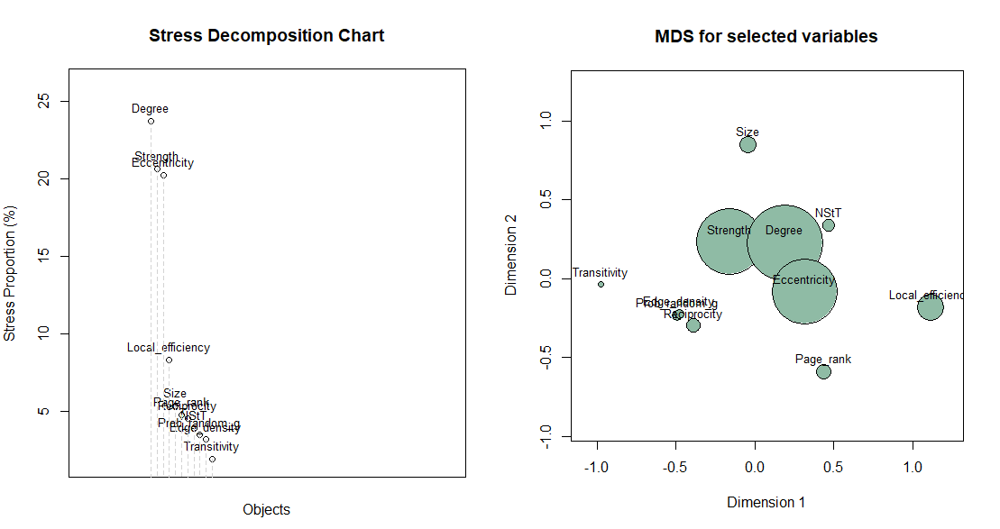 Stress Decomposition Chart
Stress Proportion (%)
25
20
15
10
5
Degree
Strength
Eccentricity
Local_efficiency
Size
Page_rank
Reciprocity
NStT
Prob_random_g
Edge_density
Transitivity
Objects
MDS for selected variables
Dimension 2
1.0
0.5
0.0
-0.5
-1.0
Size
NStT
Strength
Degree
Transitivity
Eccentricity
Local_efficienc
Edge_density
Prob_random_g
Reciprocity
Page_rank
-1.0
-0.5
0.0
0.5
1.0
Dimension 1